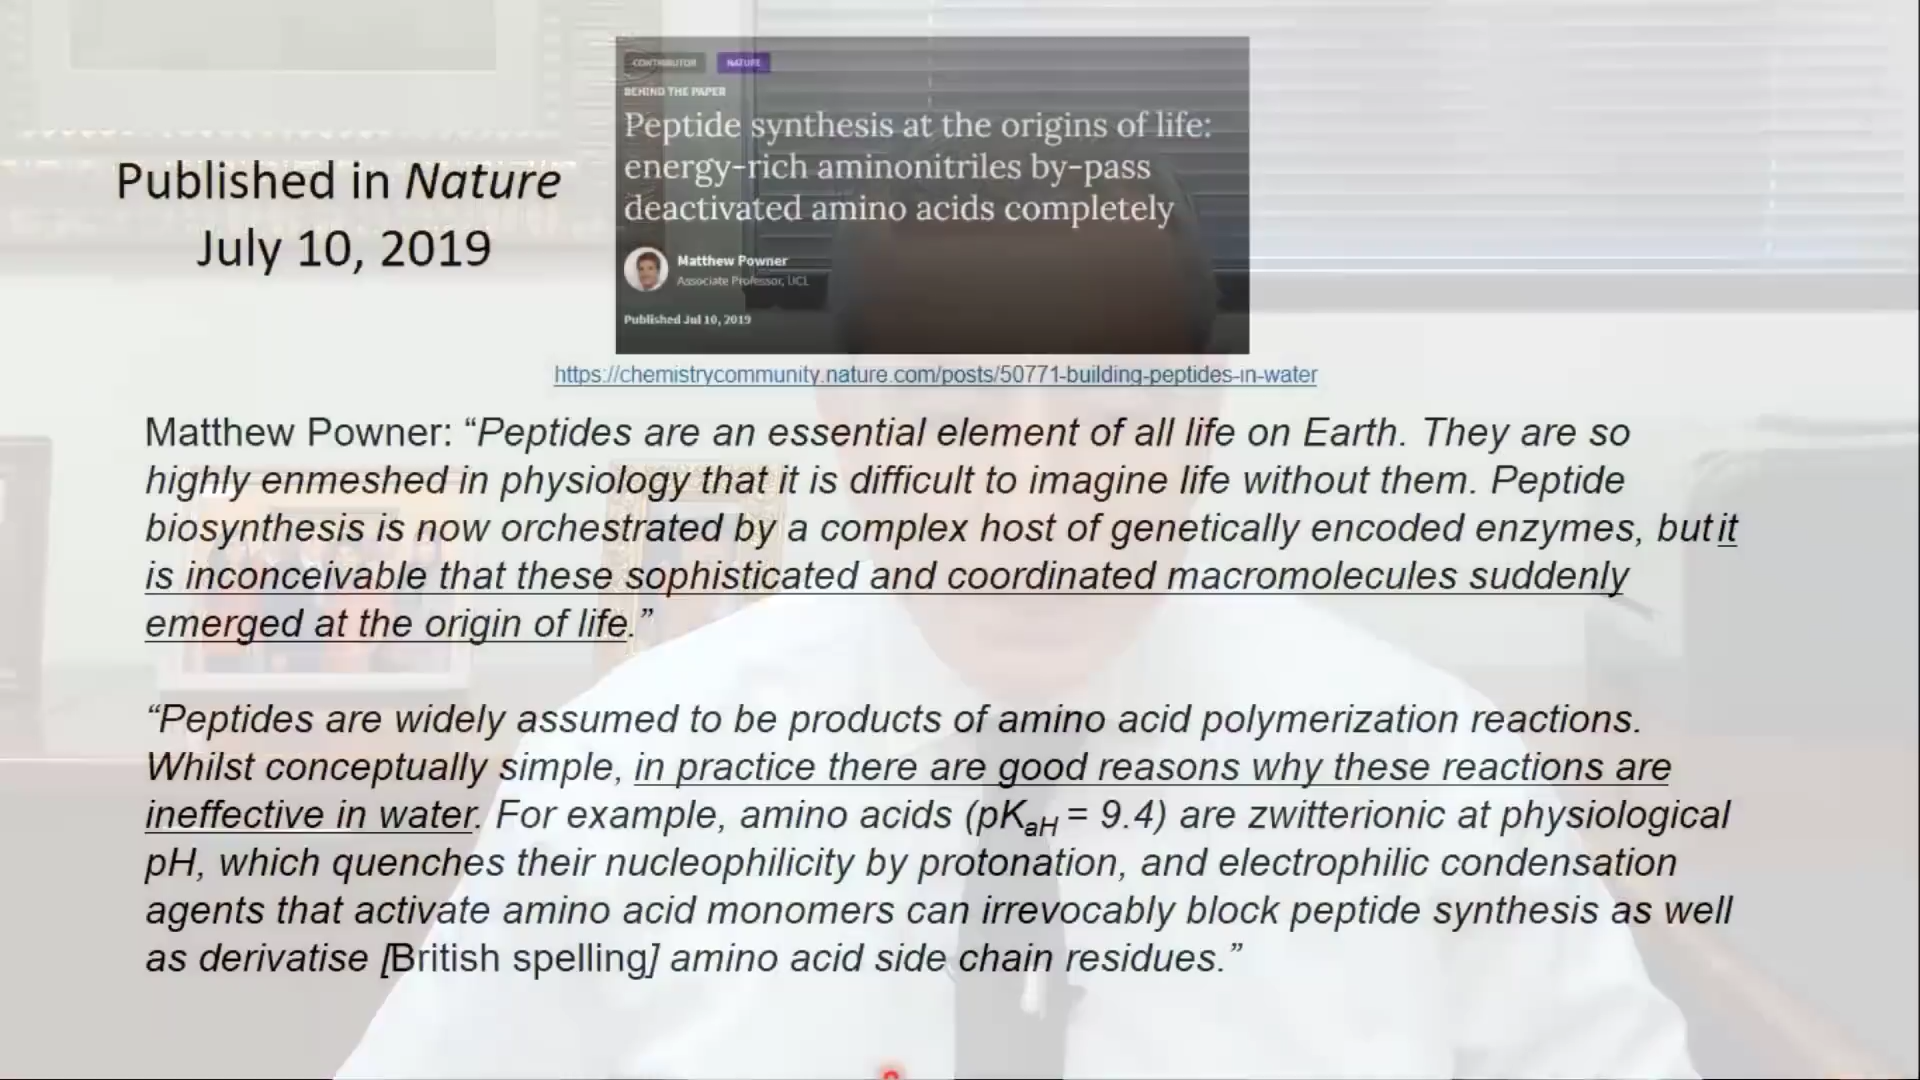 CONTRIBUTOR NATURE
BEHIND THE PAPER
Peptide synthesis at the origins of life:
energy-rich aminonitriles by-pass
deactivated amino acids completely
Matthew Powner
Associate Professor, UCL
Published Jul 10, 2019
Published in Nature
July 10, 2019
https://chemistrycommunity.nature.com/posts/50771-building-peptides-in-water
Matthew Powner: “Peptides are an essential element of all life on Earth. They are so
highly enmeshed in physiology that it is difficult to imagine life without them. Peptide
biosynthesis is now orchestrated by a complex host of genetically encoded enzymes, but it
is inconceivable that these sophisticated and coordinated macromolecules suddenly
emerged at the origin of life.”
“Peptides are widely assumed to be products of amino acid polymerization reactions.
Whilst conceptually simple, in practice there are good reasons why these reactions are
ineffective in water. For example, amino acids (pKaH = 9.4) are zwitterionic at physiological
pH, which quenches their nucleophilicity by protonation, and electrophilic condensation
agents that activate amino acid monomers can irrevocably block peptide synthesis as well
as derivatise [British spelling] amino acid side chain residues.”